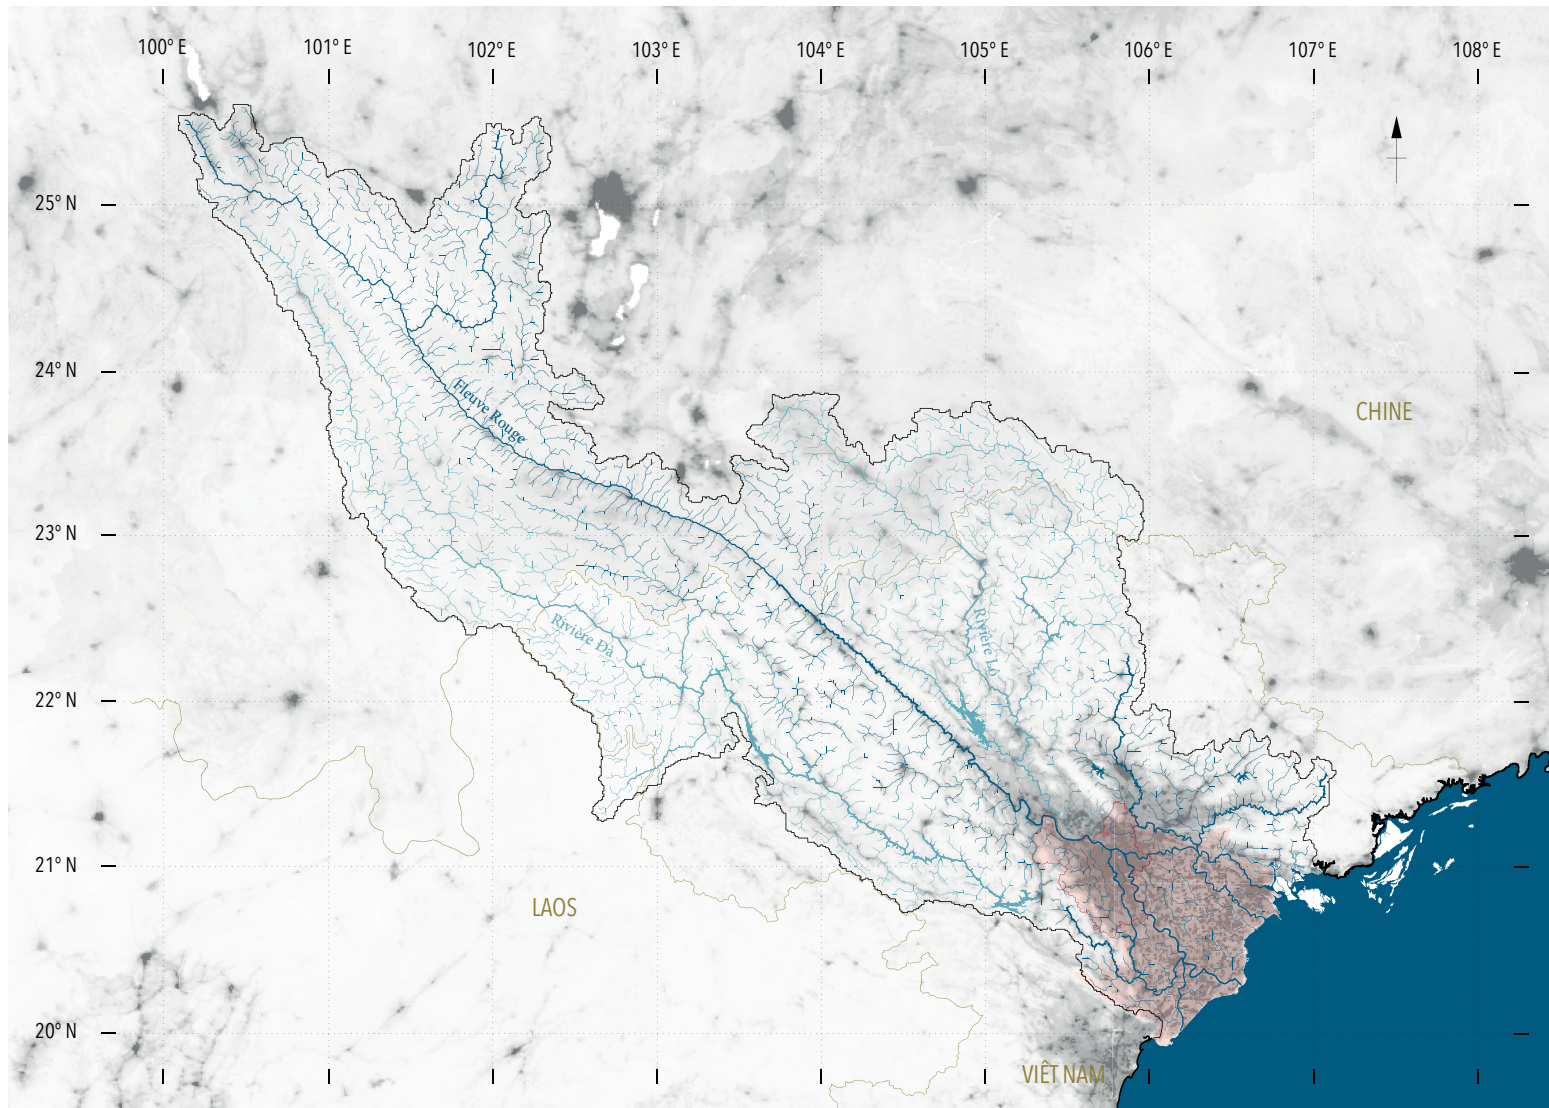 100° E
101° E
102° E
103° E
104° E
105° E
106° E
107° E
108° E
25° N
24° N
Fleuve Rouge
CHINE
23° N
Rivière Đà
Rivière Lô
22° N
21° N
LAOS
20° N
VIÊT NAM